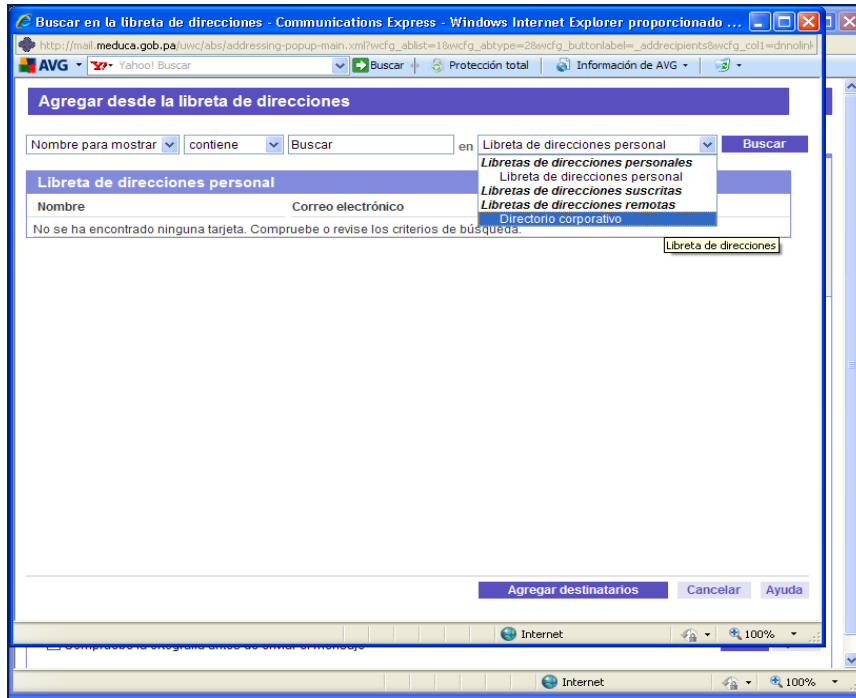 Buscar en la libreta de direcciones - Communications Express - Windows Internet Explorer proporcionado ...
http://mail.meduca.gob.pa/uwc/abs/addressing-popup-main.xml?wcfg_ablist=1&wcfg_abtype=2&wcfg_buttonlabel=_addrecipients&wcfg_col1=dnnolink
AVG Yahoo! Buscar Buscar Protección total Información de AVG
Agregar desde la libreta de direcciones
Nombre para mostrar contiene Buscar en Libreta de direcciones personal Buscar
Libretas de direcciones personales
Libreta de direcciones personal
Libretas de direcciones suscritas
Libretas de direcciones remotas
Directorio corporativo
Libreta de direcciones
Libreta de direcciones personal
Nombre Correo electrónico
No se ha encontrado ninguna tarjeta. Compruebe o revise los criterios de búsqueda.
Agregar destinatarios Cancelar Ayuda
Internet 100%
Internet 100%